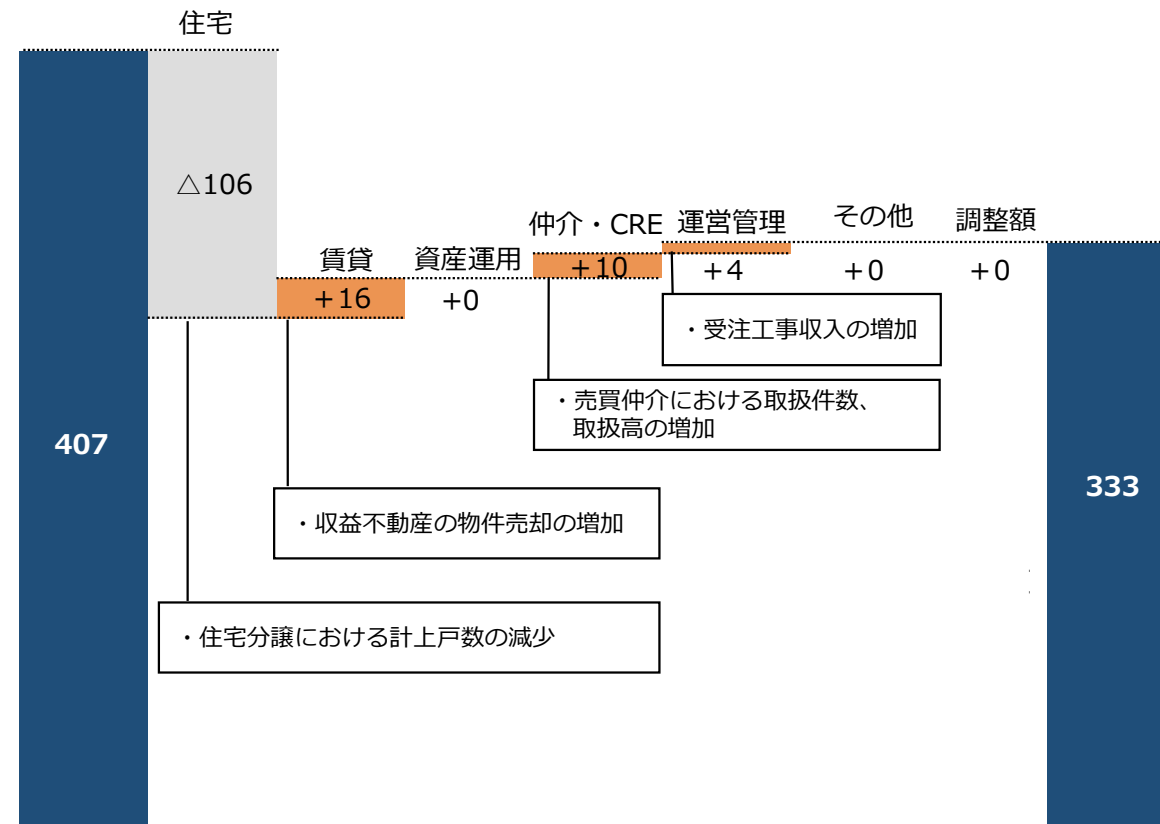 住宅
△106
407
賃貸
＋16
資産運用
+0
仲介・CRE
＋10
運営管理
＋4
その他
＋0
調整額
＋0
333
・受注工事収入の増加
・売買仲介における取扱件数、
取扱高の増加
・収益不動産の物件売却の増加
・住宅分譲における計上戸数の減少